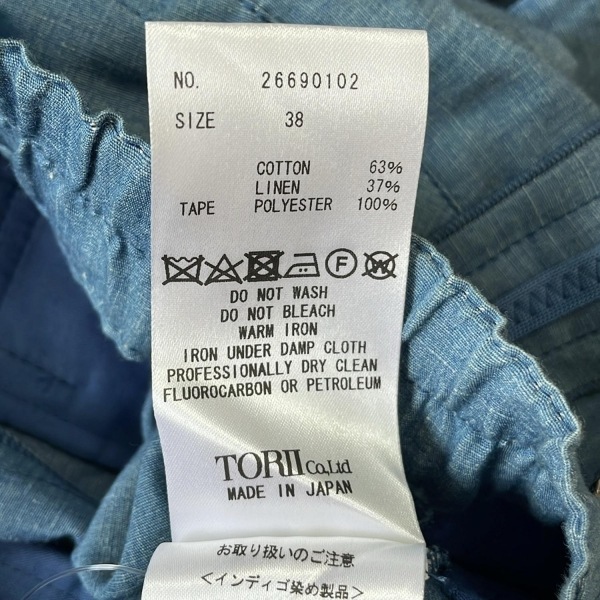 NO. 26690102
SIZE 38
COTTON 63%
LINEN 37%
TAPE POLYESTER 100%
F W
DO NOT WASH
DO NOT BLEACH
WARM IRON
IRON UNDER DAMP CLOTH
PROFESSIONALLY DRY CLEAN
FLUOROCARBON OR PETROLEUM
TORII Co,Ltd
MADE IN JAPAN
お取り扱いのご注意
<インディゴ染め製品>